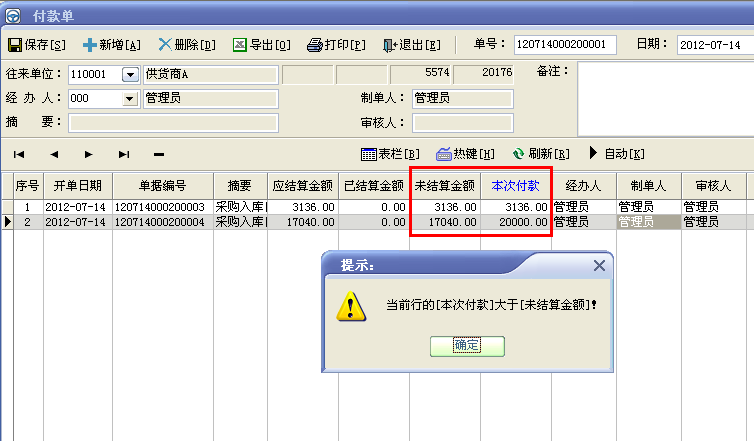 付款单
保存[S] 新增[A] 删除[D] 导出[O] 打印[P] 退出[E] 单号： 120714000200001 日期： 2012-07-14
往来单位： 110001 供货商A 5574 20176 备注：
经 办 人： 000 管理员 制单人： 管理员
摘 要： 审核人：
表栏[B] 热键[H] 刷新[R] 自动[K]
序号 开单日期 单据编号 摘要 应结算金额 已结算金额 未结算金额 本次付款 经办人 制单人 审核人
1 2012-07-14 120714000200003 采购入库[ 3136.00 0.00 3136.00 3136.00 管理员 管理员 管理员
2 2012-07-14 120714000200004 采购入库[ 17040.00 0.00 17040.00 20000.00 管理员 管理员 管理员
提示：
当前行的[本次付款]大于[未结算金额]!
确定